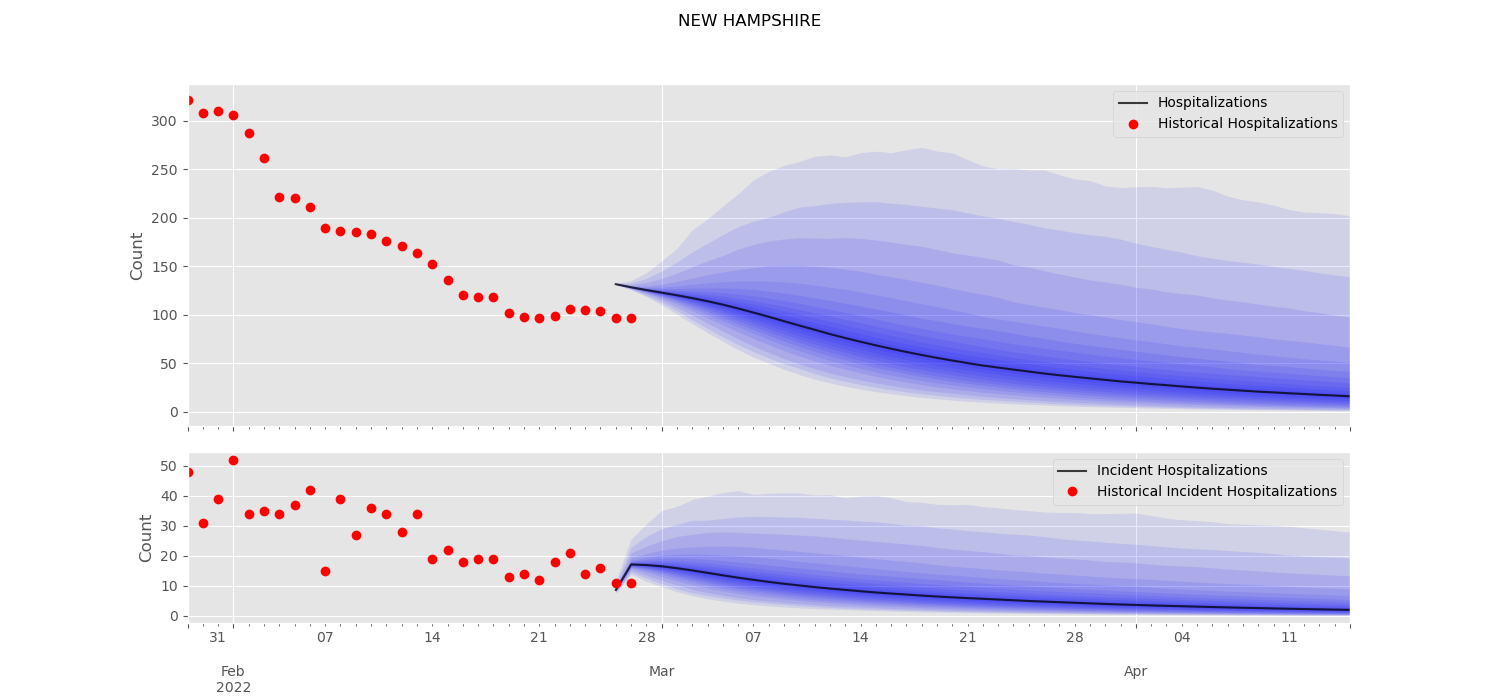 NEW HAMPSHIRE
Hospitalizations
Historical Hospitalizations
300
250
200
150
100
50
0
Count
Incident Hospitalizations
Historical Incident Hospitalizations
50
40
30
20
10
0
Count
31 07 14 21 28 07 14 21 28 04 11
Feb Mar Apr
2022